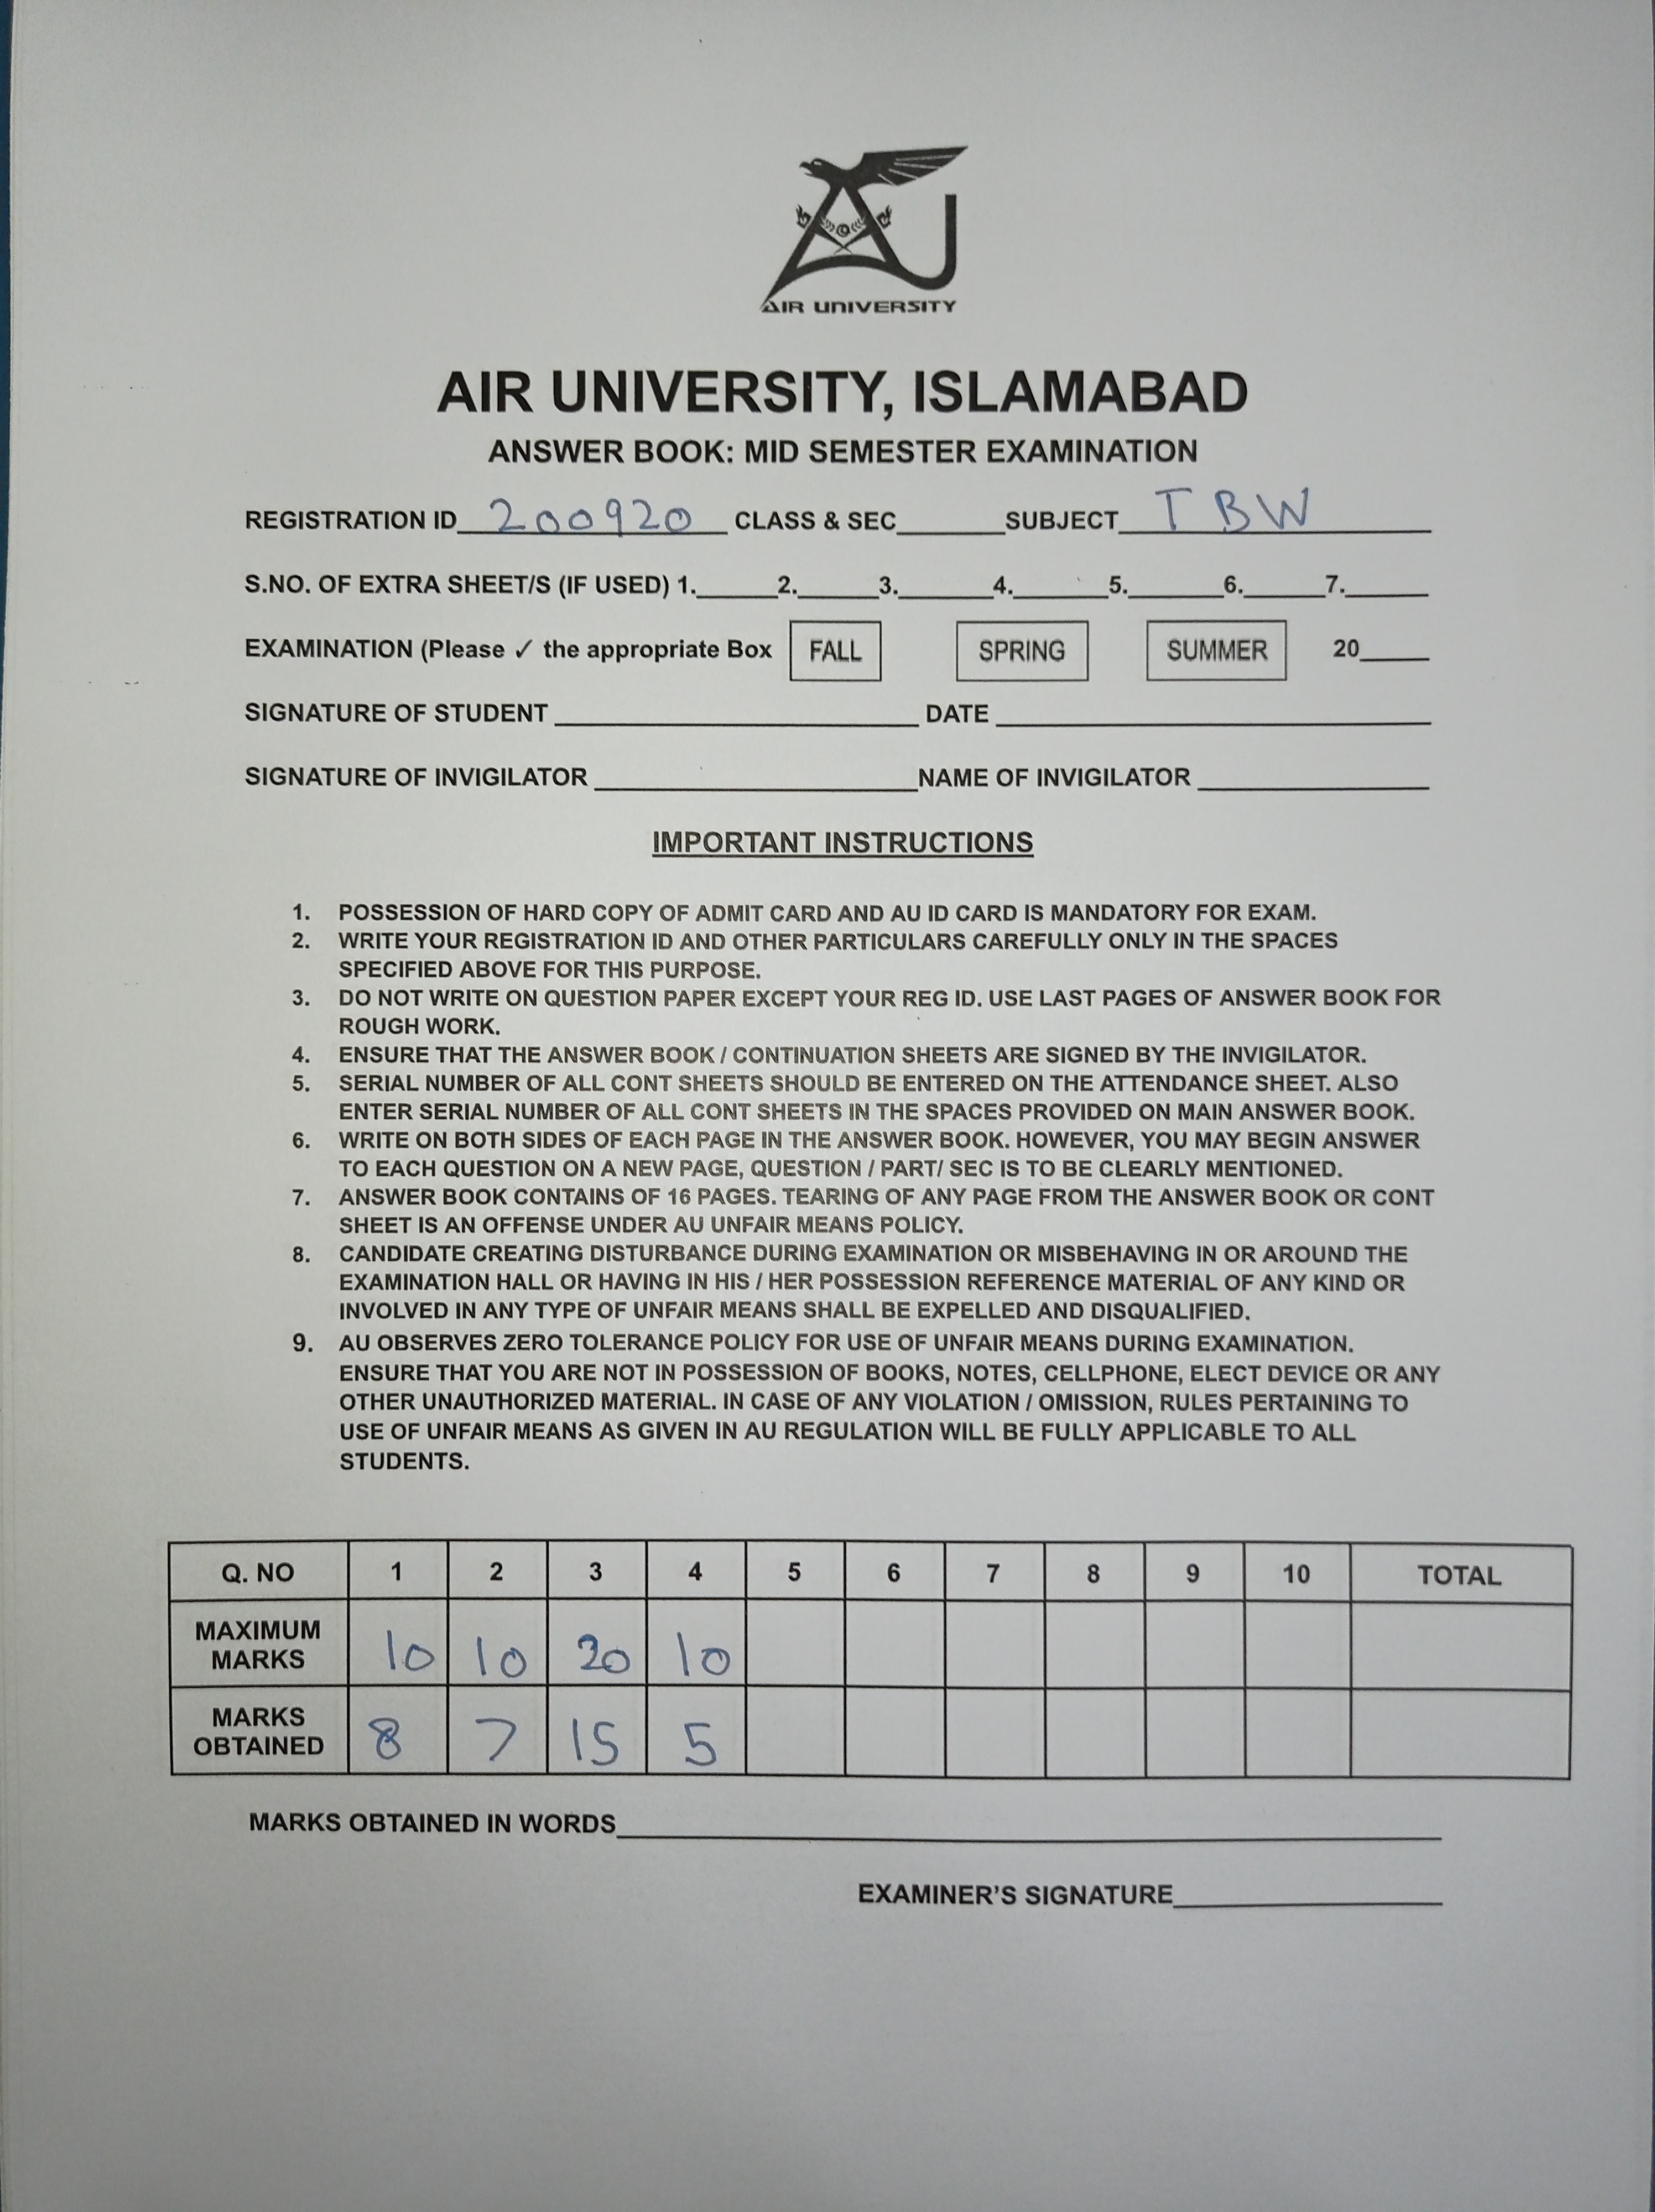 AIR UNIVERSITY
AIR UNIVERSITY, ISLAMABAD
ANSWER BOOK: MID SEMESTER EXAMINATION
REGISTRATION ID 200920 CLASS & SEC______ SUBJECT T B W
S.NO. OF EXTRA SHEET/S (IF USED) 1.______2.______3.______4.______5.______6.______7.______
EXAMINATION (Please ✓ the appropriate Box FALL SPRING SUMMER 20____
SIGNATURE OF STUDENT ____________ DATE ____________
SIGNATURE OF INVIGILATOR ____________ NAME OF INVIGILATOR ____________
IMPORTANT INSTRUCTIONS
1. POSSESSION OF HARD COPY OF ADMIT CARD AND AU ID CARD IS MANDATORY FOR EXAM.
2. WRITE YOUR REGISTRATION ID AND OTHER PARTICULARS CAREFULLY ONLY IN THE SPACES
SPECIFIED ABOVE FOR THIS PURPOSE.
3. DO NOT WRITE ON QUESTION PAPER EXCEPT YOUR REG ID. USE LAST PAGES OF ANSWER BOOK FOR
ROUGH WORK.
4. ENSURE THAT THE ANSWER BOOK / CONTINUATION SHEETS ARE SIGNED BY THE INVIGILATOR.
5. SERIAL NUMBER OF ALL CONT SHEETS SHOULD BE ENTERED ON THE ATTENDANCE SHEET. ALSO
ENTER SERIAL NUMBER OF ALL CONT SHEETS IN THE SPACES PROVIDED ON MAIN ANSWER BOOK.
6. WRITE ON BOTH SIDES OF EACH PAGE IN THE ANSWER BOOK. HOWEVER, YOU MAY BEGIN ANSWER
TO EACH QUESTION ON A NEW PAGE, QUESTION / PART/ SEC IS TO BE CLEARLY MENTIONED.
7. ANSWER BOOK CONTAINS OF 16 PAGES. TEARING OF ANY PAGE FROM THE ANSWER BOOK OR CONT
SHEET IS AN OFFENSE UNDER AU UNFAIR MEANS POLICY.
8. CANDIDATE CREATING DISTURBANCE DURING EXAMINATION OR MISBEHAVING IN OR AROUND THE
EXAMINATION HALL OR HAVING IN HIS / HER POSSESSION REFERENCE MATERIAL OF ANY KIND OR
INVOLVED IN ANY TYPE OF UNFAIR MEANS SHALL BE EXPELLED AND DISQUALIFIED.
9. AU OBSERVES ZERO TOLERANCE POLICY FOR USE OF UNFAIR MEANS DURING EXAMINATION.
ENSURE THAT YOU ARE NOT IN POSSESSION OF BOOKS, NOTES, CELLPHONE, ELECT DEVICE OR ANY
OTHER UNAUTHORIZED MATERIAL. IN CASE OF ANY VIOLATION / OMISSION, RULES PERTAINING TO
USE OF UNFAIR MEANS AS GIVEN IN AU REGULATION WILL BE FULLY APPLICABLE TO ALL
STUDENTS.
Q. NO 1 2 3 4 5 6 7 8 9 10 TOTAL
MAXIMUM MARKS 10 10 20 10
MARKS OBTAINED 8 7 15 5
MARKS OBTAINED IN WORDS____________
EXAMINER'S SIGNATURE____________